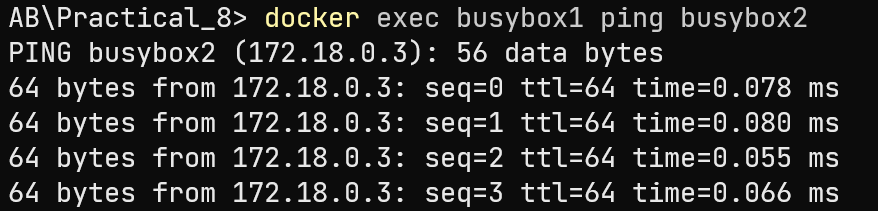 AB\Practical_8> docker exec busybox1 ping busybox2
PING busybox2 (172.18.0.3): 56 data bytes
64 bytes from 172.18.0.3: seq=0 ttl=64 time=0.078 ms
64 bytes from 172.18.0.3: seq=1 ttl=64 time=0.080 ms
64 bytes from 172.18.0.3: seq=2 ttl=64 time=0.055 ms
64 bytes from 172.18.0.3: seq=3 ttl=64 time=0.066 ms